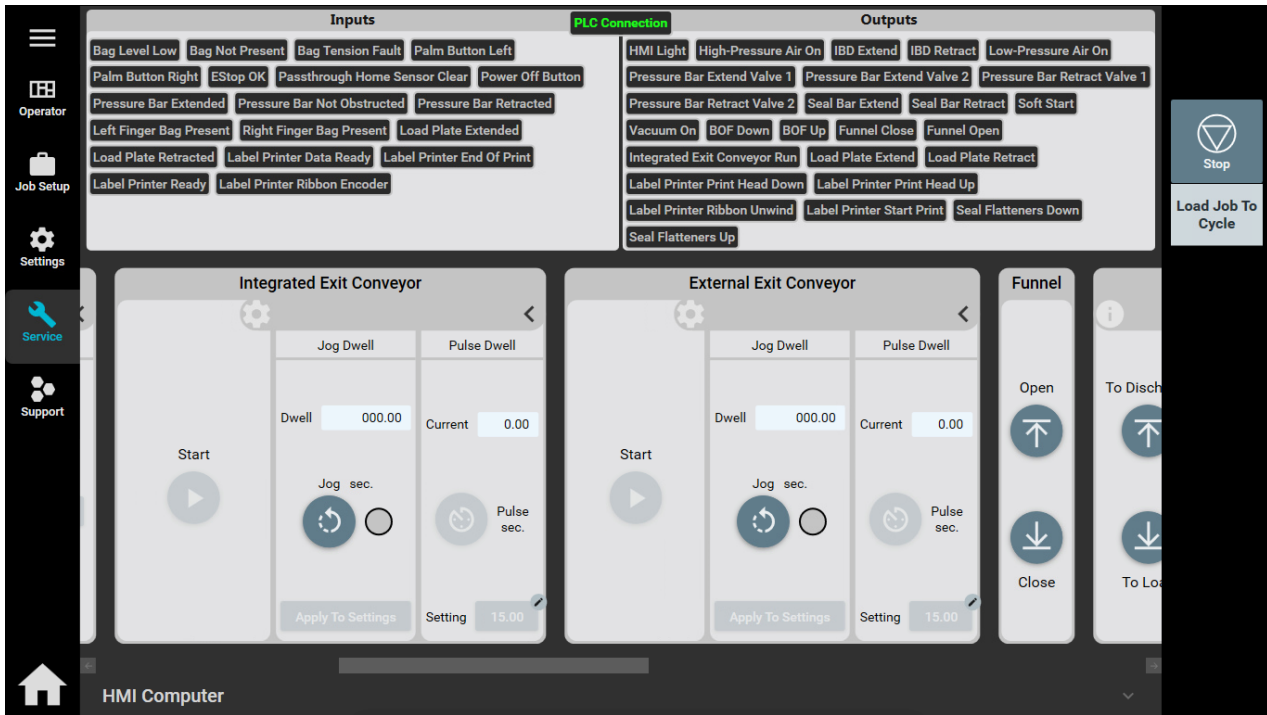 Inputs
PLC Connection
Outputs
Bag Level Low Bag Not Present Bag Tension Fault Palm Button Left
Palm Button Right EStop OK Passthrough Home Sensor Clear Power Off Button
Pressure Bar Extended Pressure Bar Not Obstructed Pressure Bar Retracted
Left Finger Bag Present Right Finger Bag Present Load Plate Extended
Load Plate Retracted Label Printer Data Ready Label Printer End Of Print
Label Printer Ready Label Printer Ribbon Encoder
HMI Light High-Pressure Air On IBD Extend IBD Retract Low-Pressure Air On
Pressure Bar Extend Valve 1 Pressure Bar Extend Valve 2 Pressure Bar Retract Valve 1
Pressure Bar Retract Valve 2 Seal Bar Extend Seal Bar Retract Soft Start
Vacuum On BOF Down BOF Up Funnel Close Funnel Open
Integrated Exit Conveyor Run Load Plate Extend Load Plate Retract
Label Printer Print Head Down Label Printer Print Head Up
Label Printer Ribbon Unwind Label Printer Start Print Seal Flatteners Down
Seal Flatteners Up
Operator
Job Setup
Settings
Service
Support
Stop
Load Job To
Cycle
Integrated Exit Conveyor
Start
Jog Dwell
Dwell 000.00
Jog sec.
Apply To Settings
Pulse Dwell
Current 0.00
Pulse
sec.
Setting 15.00
External Exit Conveyor
Start
Jog Dwell
Dwell 000.00
Jog sec.
Apply To Settings
Pulse Dwell
Current 0.00
Pulse
sec.
Setting 15.00
Funnel
Open
Close
To Disch
To Loa
HMI Computer